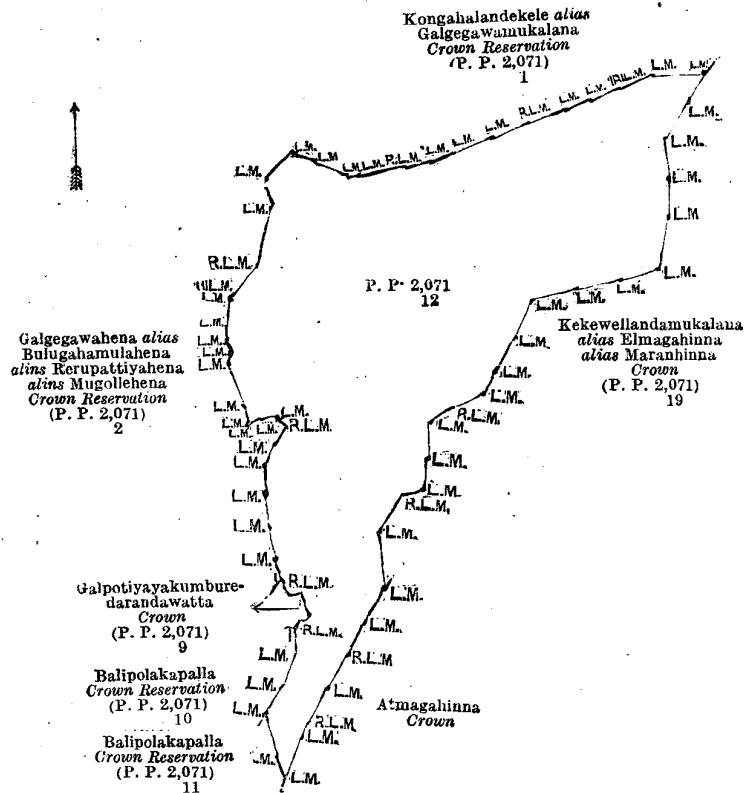 Kongahalandekele alias
Galgegawamukalana
Crown Reservation
(P. P. 2,071)
1
L.M. L.M.
R.L.M.
L.M.
L.M.
R.L.M.
L.M.
L.M.
L.M.
L.M.
L.M.
L.M.
L.M. L.M. R.L.M.
L.M.
L.M.
L.M.
L.M.
L.M
R.L.M.
L.M.
P. P. 2,071
12
L.M.
L.M.
L.M.
L.M.
L.M.
L.M.
L.M.
L.M.
L.M.
Galgegawahena alias
Bulugahamulahena
alins Rerupattiyahena
alins Mugollehena
Crown Reservation
(P. P. 2,071)
2
Kekewellandamukalana
alias Elmagahinna
alias Maranhinna
Crown
(P. P. 2,071)
19
L.M.
L.M.
L.M.
L.M.
L.M.
L.M.
L.M.
R.L.M.
R.L.M.
L.M.
L.M.
L.M.
L.M.
L.M.
L.M
R.L.M.
L.M.
L.M.
L.M.
R.L.M.
L.M.
Galpotiyayakumbure-
darandawatta
Crown
(P. P. 2,071)
9
R.L.M.
L.M.
L.M.
R.L.M
Balipolakapalla
Crown Reservation
(P. P. 2,071)
10
L.M.
L.M.
L.M.
Atmagahinna
Crown
R.L.M.
L.M.
Balipolakapalla
Crown Reservation
(P. P. 2,071)
11
L.M.
L.M.